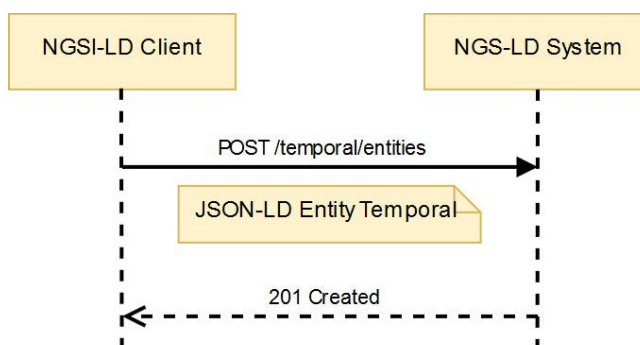 NGSI-LD Client
NGS-LD System
POST /temporal/entities
JSON-LD Entity Temporal
201 Created